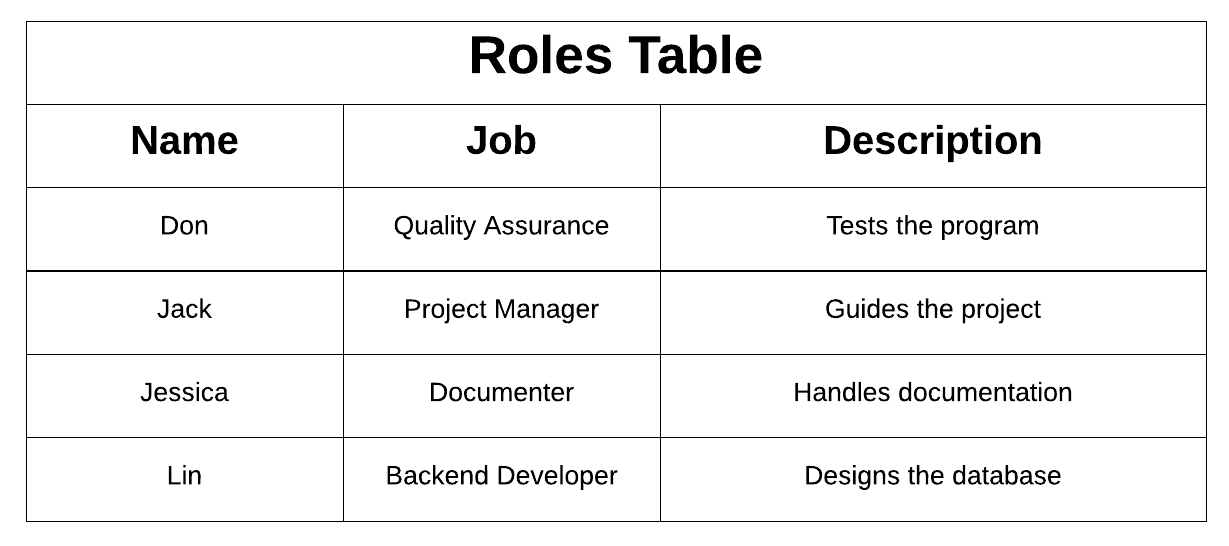 Roles Table
Name Job Description
Don Quality Assurance Tests the program
Jack Project Manager Guides the project
Jessica Documenter Handles documentation
Lin Backend Developer Designs the database